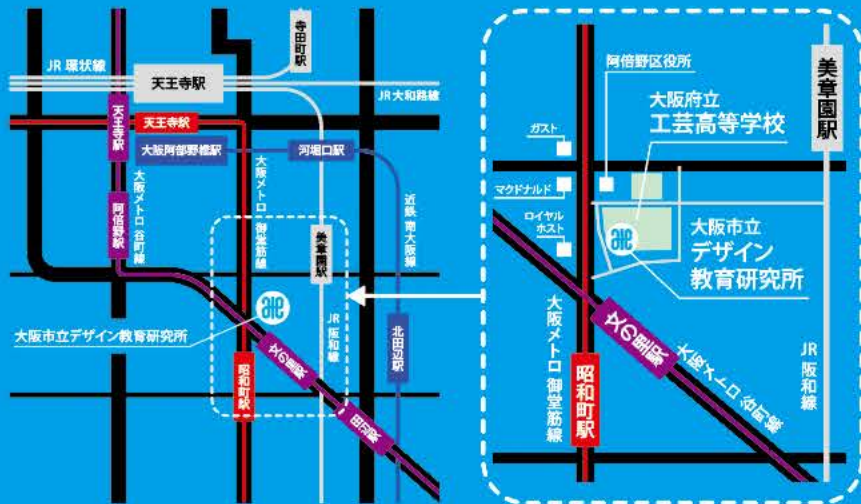 寺田町駅
JR 環状線
天王寺駅
JR 大和路線
天王寺駅
天王寺駅
大阪阿部野橋駅
河堀口駅
大阪メトロ 谷町線
大阪メトロ 御堂筋線
近鉄 南大阪線
阿倍野駅
美章園駅
大阪市立デザイン教育研究所
JR 阪和線
北田辺駅
昭和町駅
文の里駅
田辺駅
美章園駅
阿倍野区役所
大阪府立
工芸高等学校
ガスト
マクドナルド
ロイヤル
ホスト
大阪市立
デザイン
教育研究所
大阪メトロ 御堂筋線
文の里駅
大阪メトロ 谷町線
昭和町駅
JR 阪和線